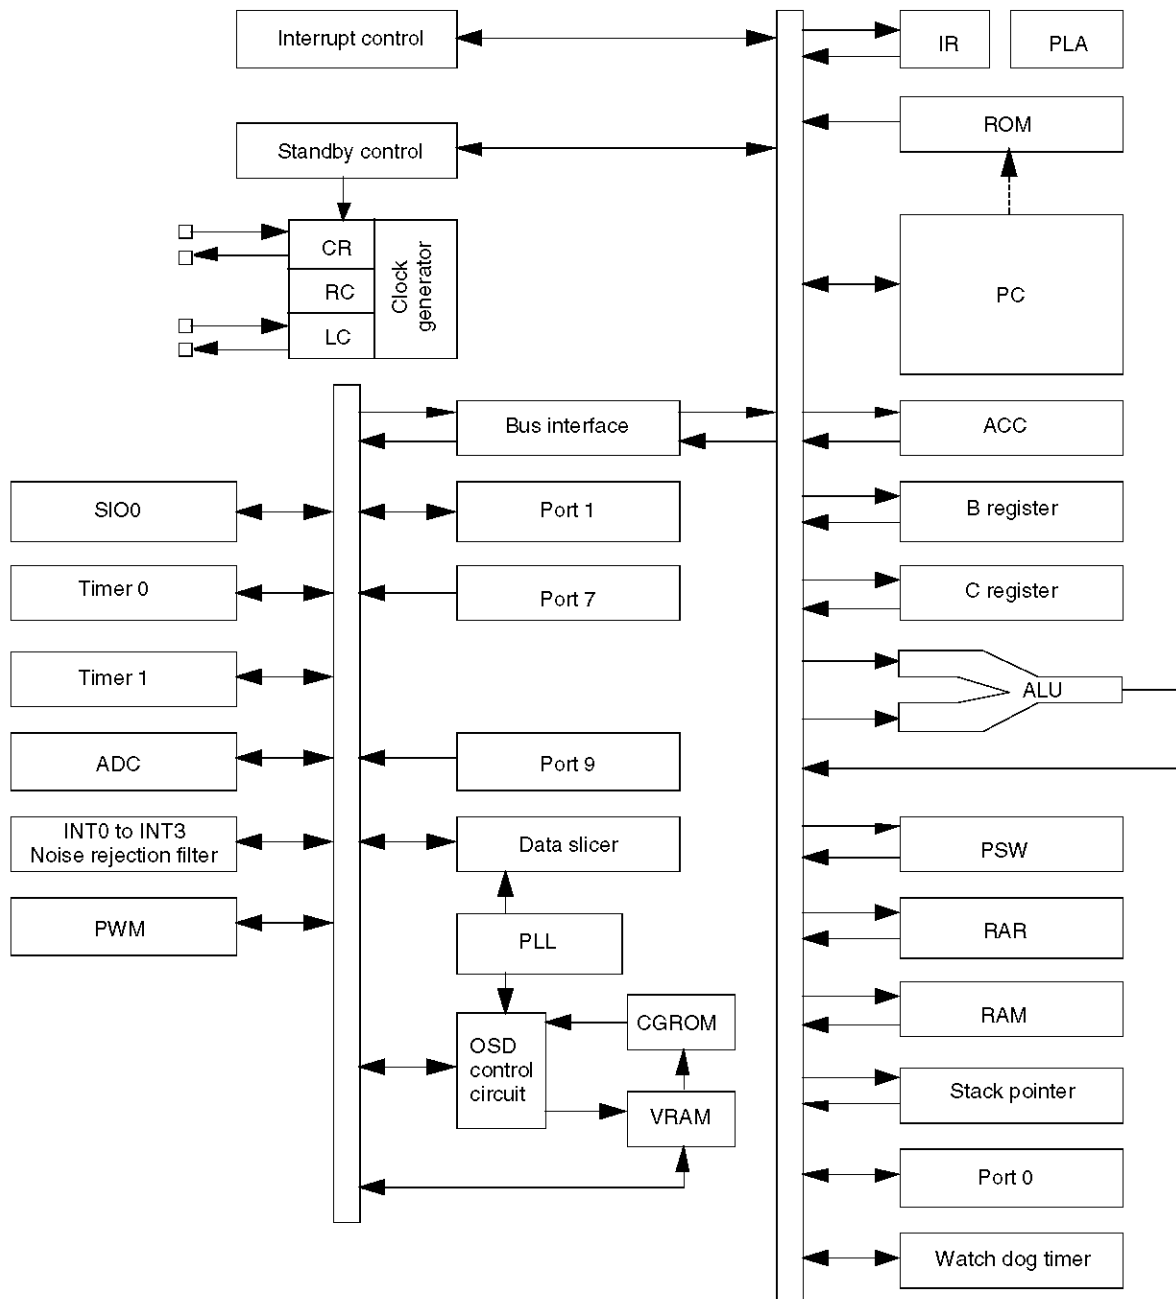 Interrupt control
IR
PLA
Standby control
ROM
CR
RC
LC
Clock
generator
PC
Bus interface
ACC
SIO0
Port 1
B register
Timer 0
Port 7
C register
Timer 1
ALU
ADC
Port 9
INT0 to INT3
Noise rejection filter
Data slicer
PSW
PWM
PLL
RAR
OSD
control
circuit
CGROM
RAM
VRAM
Stack pointer
Port 0
Watch dog timer